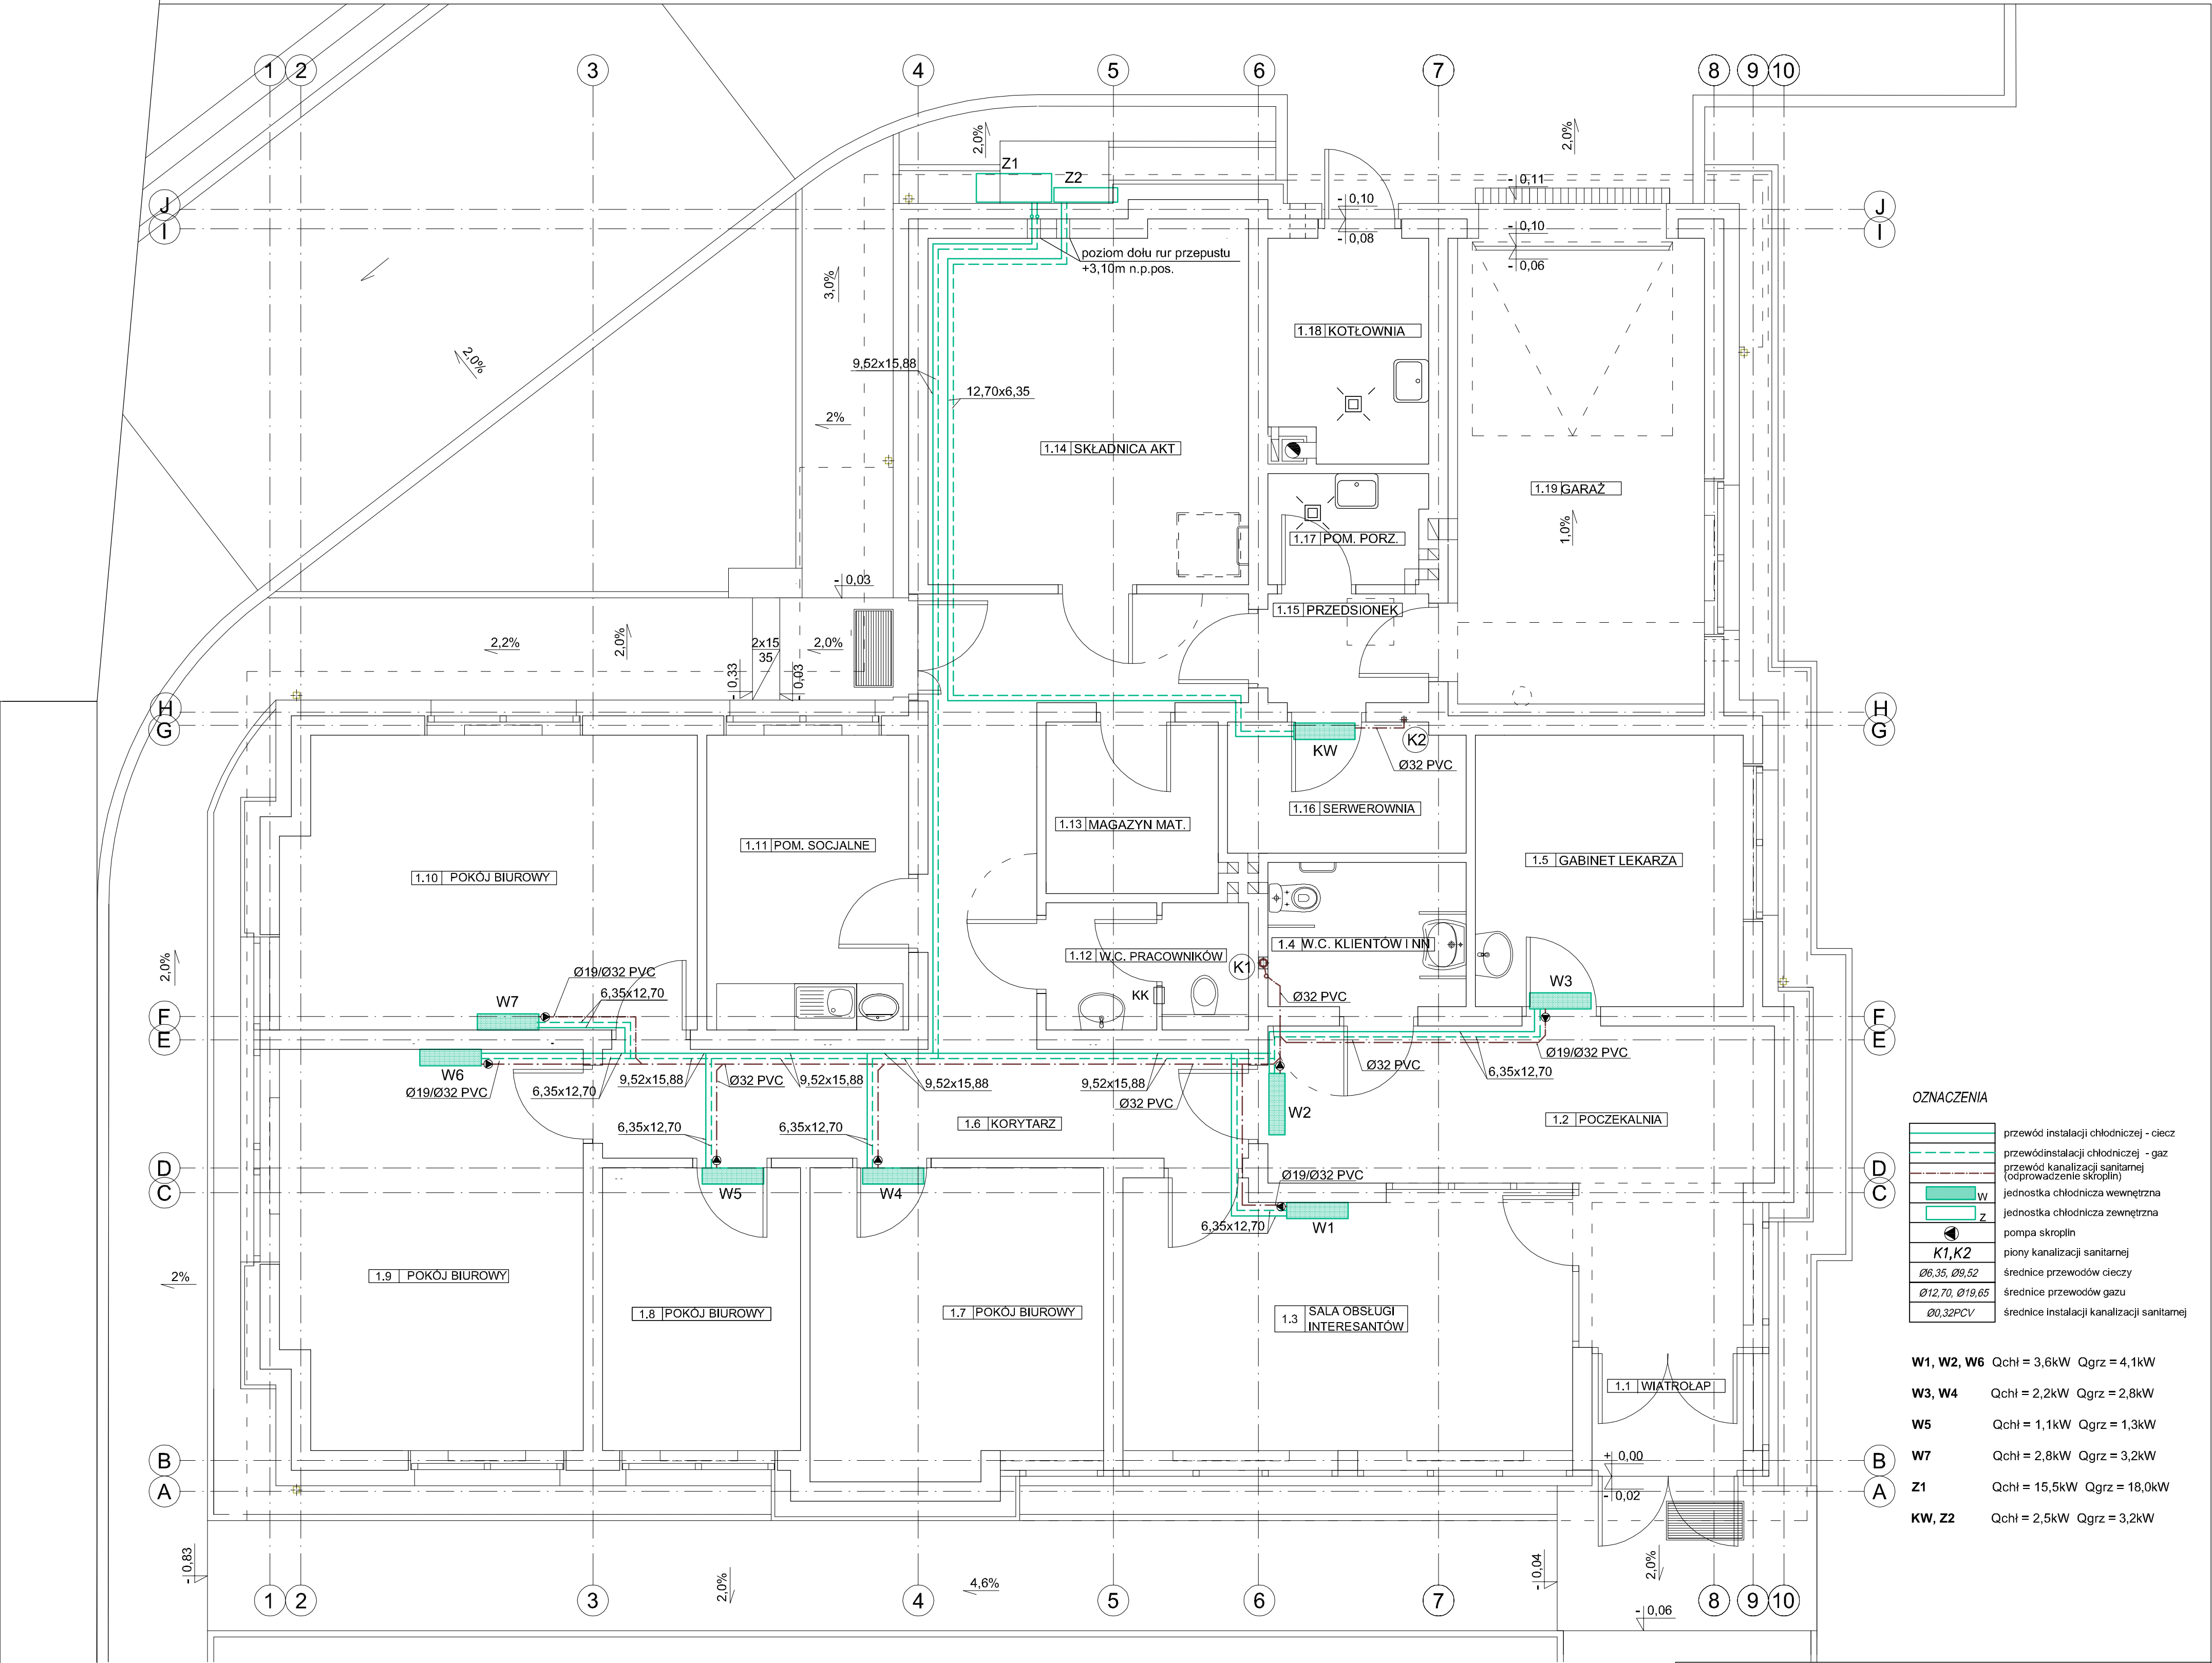 1 2 3 4 5 6 7 8 9 10
2,0%
2,0%
Z1
Z2
- 0,11
J
I
- 0,10
- 0,08
- 0,10
- 0,06
J
I
poziom dołu rur przepustu
+3,10m n.p.pos.
3,0%
1.18 KOTŁOWNIA
2,0%
9,52x15,88
12,70x6,35
2%
1.14 SKŁADNICA AKT
1.19 GARAŻ
1,0%
1.17 POM. PORZ.
- 0,03
1.15 PRZEDSIONEK
2,2%
2,0%
2x15
35
2,0%
- 0,33
- 0,03
H
G
H
G
KW
K2
Ø32 PVC
1.16 SERWEROWNIA
1.13 MAGAZYN MAT.
1.11 POM. SOCJALNE
1.5 GABINET LEKARZA
1.10 POKÓJ BIUROWY
1.4 W.C. KLIENTÓW I NN
1.12 W.C. PRACOWNIKÓW
K1
2,0%
Ø19/Ø32 PVC
6,35x12,70
W7
KK
Ø32 PVC
W3
F
E
F
E
W6
Ø19/Ø32 PVC
6,35x12,70
9,52x15,88
Ø32 PVC
9,52x15,88
9,52x15,88
9,52x15,88
Ø32 PVC
Ø32 PVC
Ø19/Ø32 PVC
6,35x12,70
W2
1.6 KORYTARZ
1.2 POCZEKALNIA
6,35x12,70
6,35x12,70
D
C
D
C
W5
W4
Ø19/Ø32 PVC
6,35x12,70
W1
2%
1.9 POKÓJ BIUROWY
1.8 POKÓJ BIUROWY
1.7 POKÓJ BIUROWY
1.3 SALA OBSŁUGI
INTERESANTÓW
1.1 WIATROŁAP
B
A
+ 0,00
- 0,02
B
A
- 0,83
2,0%
4,6%
- 0,04
2,0%
- 0,06
1 2 3 4 5 6 7 8 9 10
OZNACZENIA
przewód instalacji chłodniczej - ciecz
przewódinstalacji chłodniczej - gaz
przewód kanalizacji sanitarnej
(odprowadzenie skroplin)
W jednostka chłodnicza wewnętrzna
Z jednostka chłodnicza zewnętrzna
pompa skroplin
K1,K2 piony kanalizacji sanitarnej
Ø6,35, Ø9,52 średnice przewodów cieczy
Ø12,70, Ø19,65 średnice przewodów gazu
Ø0,32PCV średnice instalacji kanalizacji sanitarnej
W1, W2, W6 Qchł = 3,6kW Qgrz = 4,1kW
W3, W4 Qchł = 2,2kW Qgrz = 2,8kW
W5 Qchł = 1,1kW Qgrz = 1,3kW
W7 Qchł = 2,8kW Qgrz = 3,2kW
Z1 Qchł = 15,5kW Qgrz = 18,0kW
KW, Z2 Qchł = 2,5kW Qgrz = 3,2kW